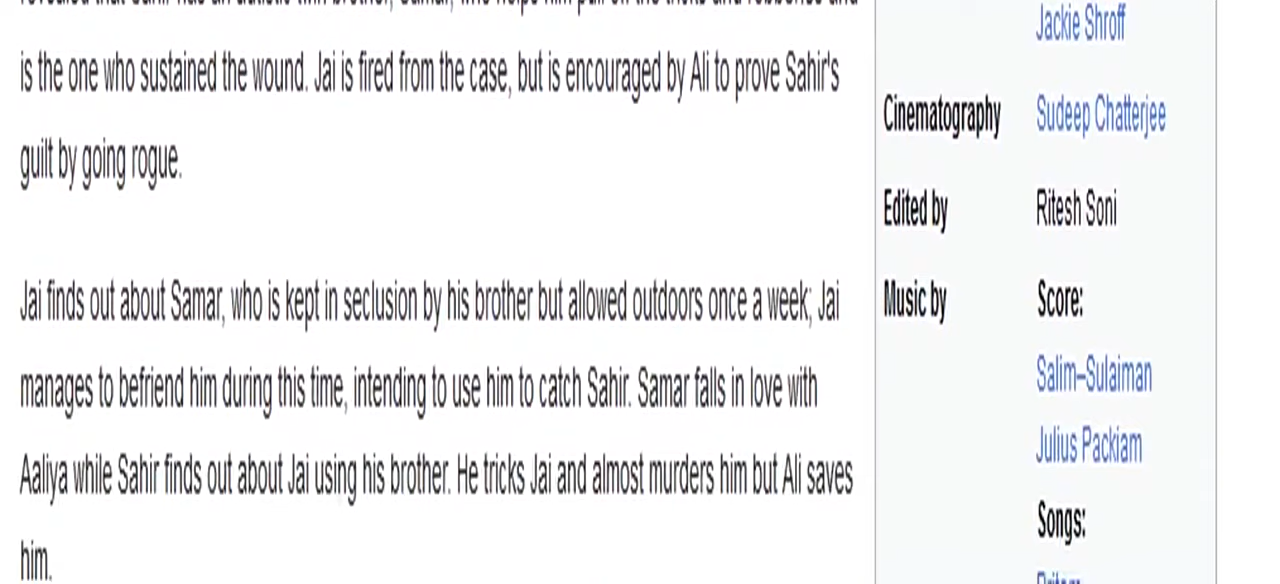 is the one who sustained the wound. Jai is fired from the case, but is encouraged by Ali to prove Sahir's
guilt by going rogue.
Jai finds out about Samar, who is kept in seclusion by his brother but allowed outdoors once a week; Jai
manages to befriend him during this time, intending to use him to catch Sahir. Samar falls in love with
Aaliya while Sahir finds out about Jai using his brother. He tricks Jai and almost murders him but Ali saves
him.
Jackie Shroff
Cinematography Sudeep Chatterjee
Edited by Ritesh Soni
Music by Score:
Salim–Sulaiman
Julius Packiam
Songs: